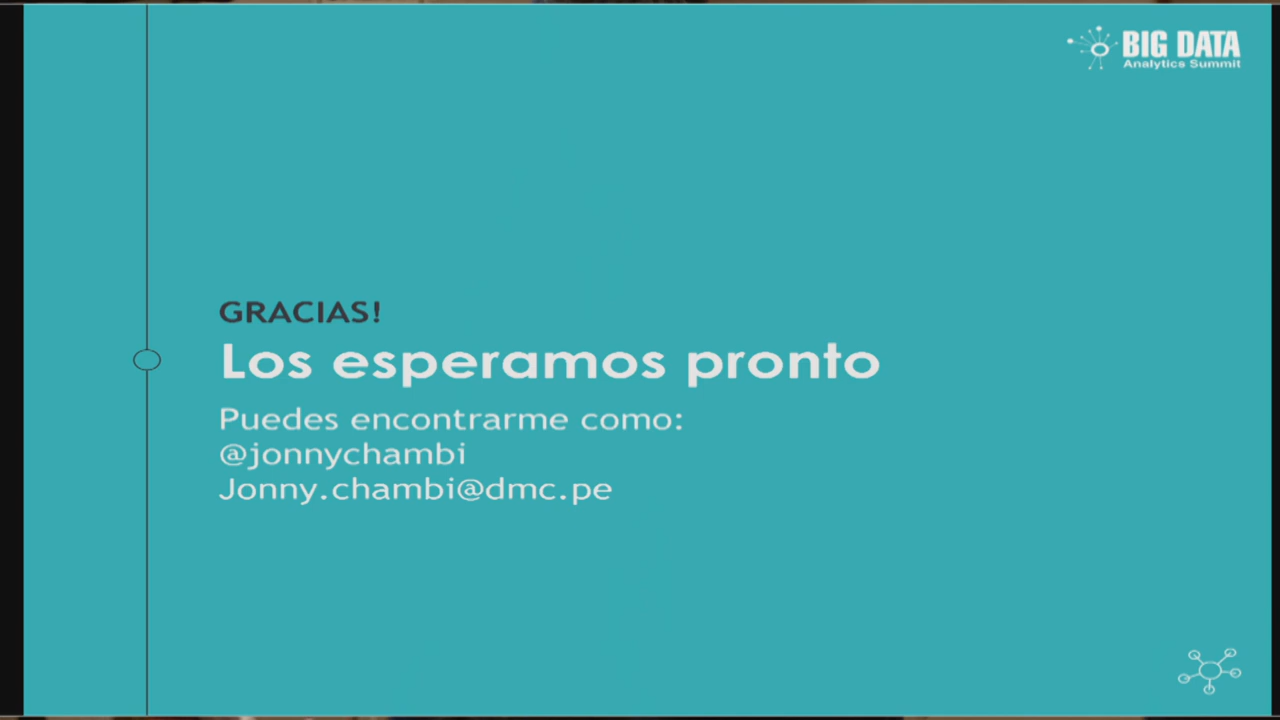 BIG DATA
Analytics Summit
GRACIAS!
Los esperamos pronto
Puedes encontrarme como:
@jonnychambi
Jonny.chambi@dmc.pe